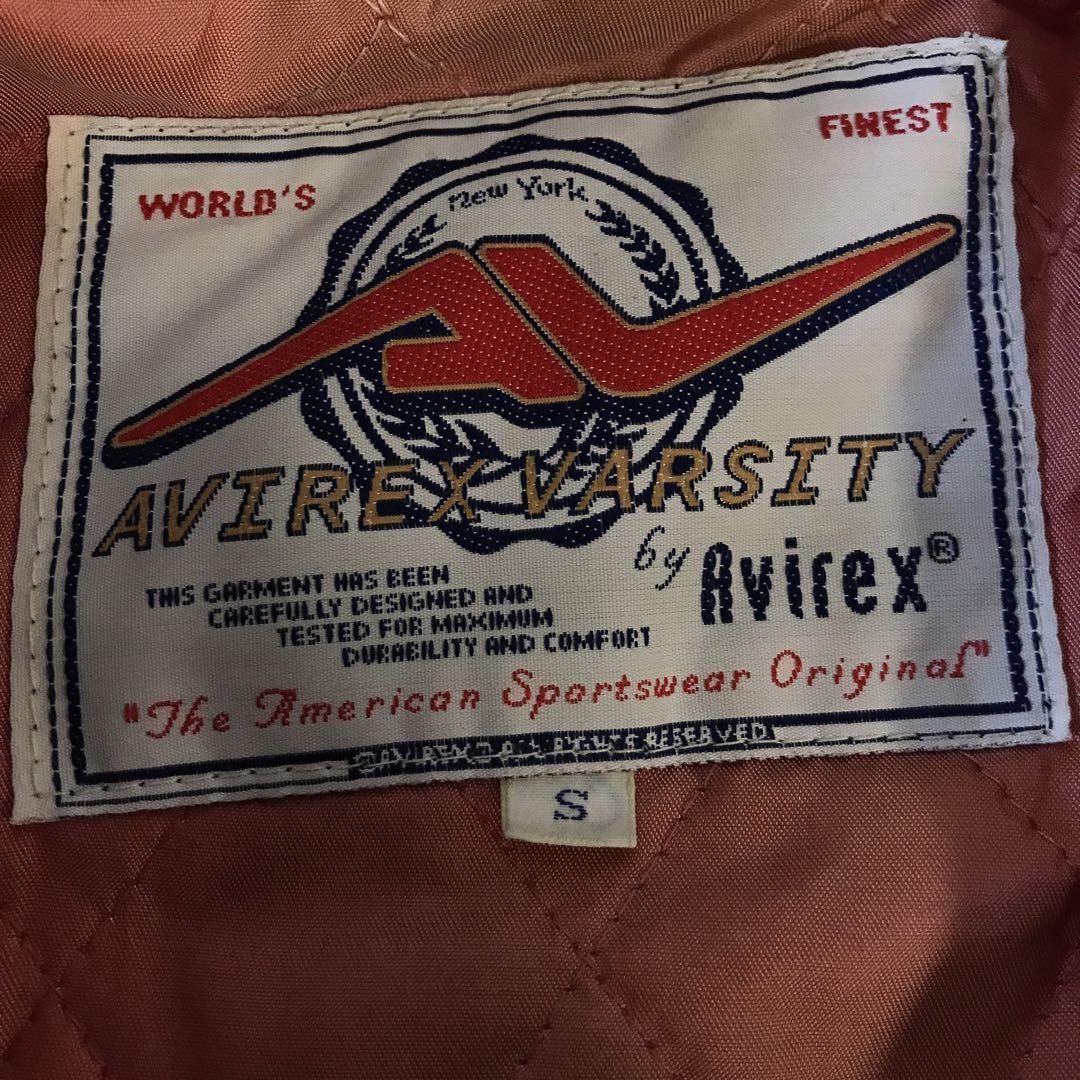 WORLD'S
FINEST
New York
AVIREX VARSITY
by Avirex®
THIS GARMENT HAS BEEN
CAREFULLY DESIGNED AND
TESTED FOR MAXIMUM
DURABILITY AND COMFORT
"The American Sportswear Original"
RESERVED
S